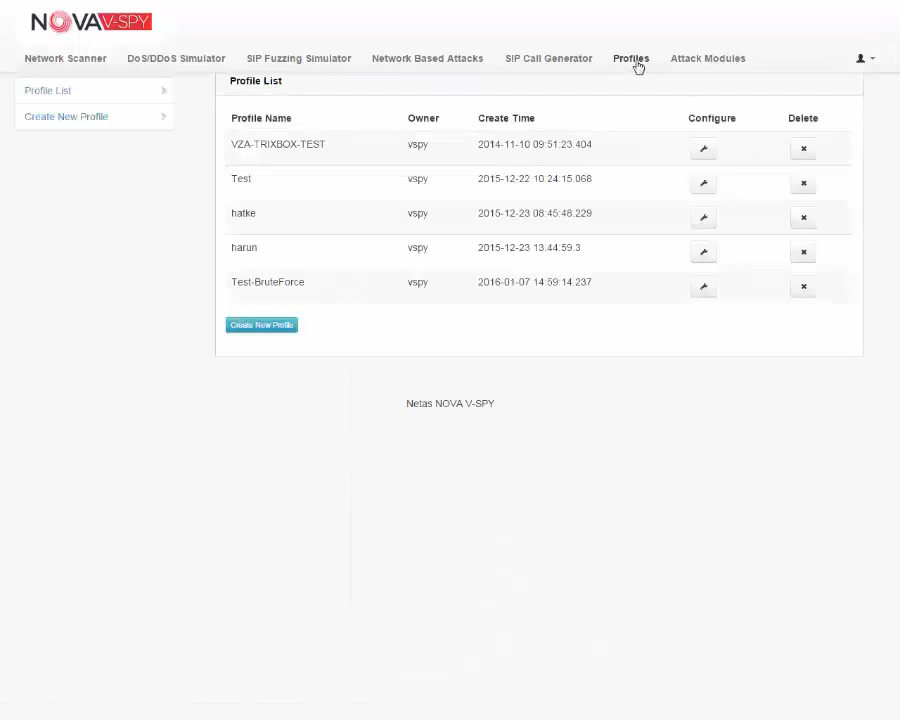 NOVA V-SPY
Network Scanner DoS/DDoS Simulator SIP Fuzzing Simulator Network Based Attacks SIP Call Generator Profiles Attack Modules
Profile List
Create New Profile
Profile List
Profile Name Owner Create Time Configure Delete
VZA-TRIXBOX-TEST vspy 2014-11-10 09:51:23.404
Test vspy 2015-12-22 10:24:15.068
hatke vspy 2015-12-23 08:45:48.229
harun vspy 2015-12-23 13:44:59.3
Test-BruteForce vspy 2016-01-07 14:59:14.237
Create New Profile
Netas NOVA V-SPY